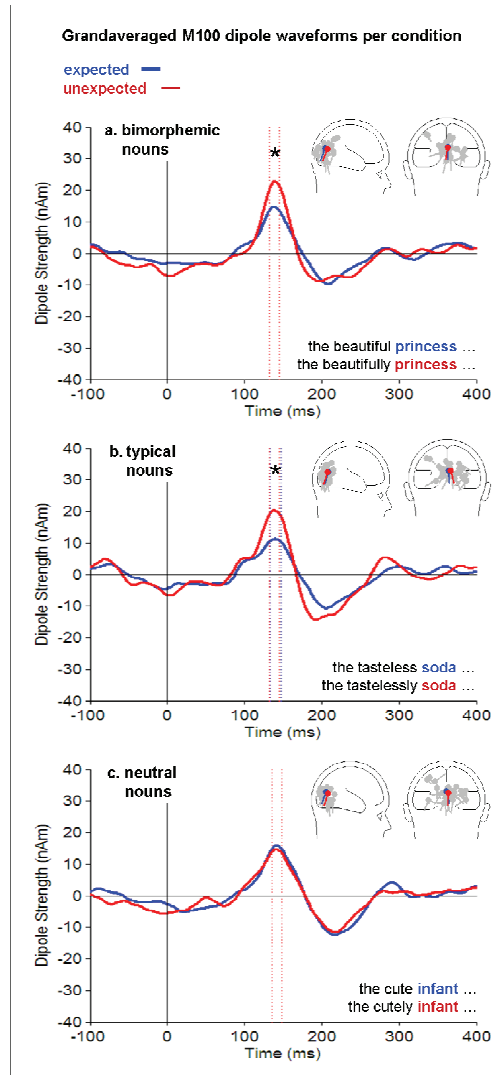 Grandaveraged M100 dipole waveforms per condition
expected
unexpected
a. bimorphemic
nouns
*
40
30
20
10
0
-10
-20
-30
-40
Dipole Strength (nAm)
the beautiful princess ...
the beautifully princess ...
-100 0 100 200 300 400
Time (ms)
b. typical
nouns
*
40
30
20
10
0
-10
-20
-30
-40
Dipole Strength (nAm)
the tasteless soda ...
the tastelessly soda ...
-100 0 100 200 300 400
Time (ms)
c. neutral
nouns
40
30
20
10
0
-10
-20
-30
-40
Dipole Strength (nAm)
the cute infant ...
the cutely infant ...
-100 0 100 200 300 400
Time (ms)